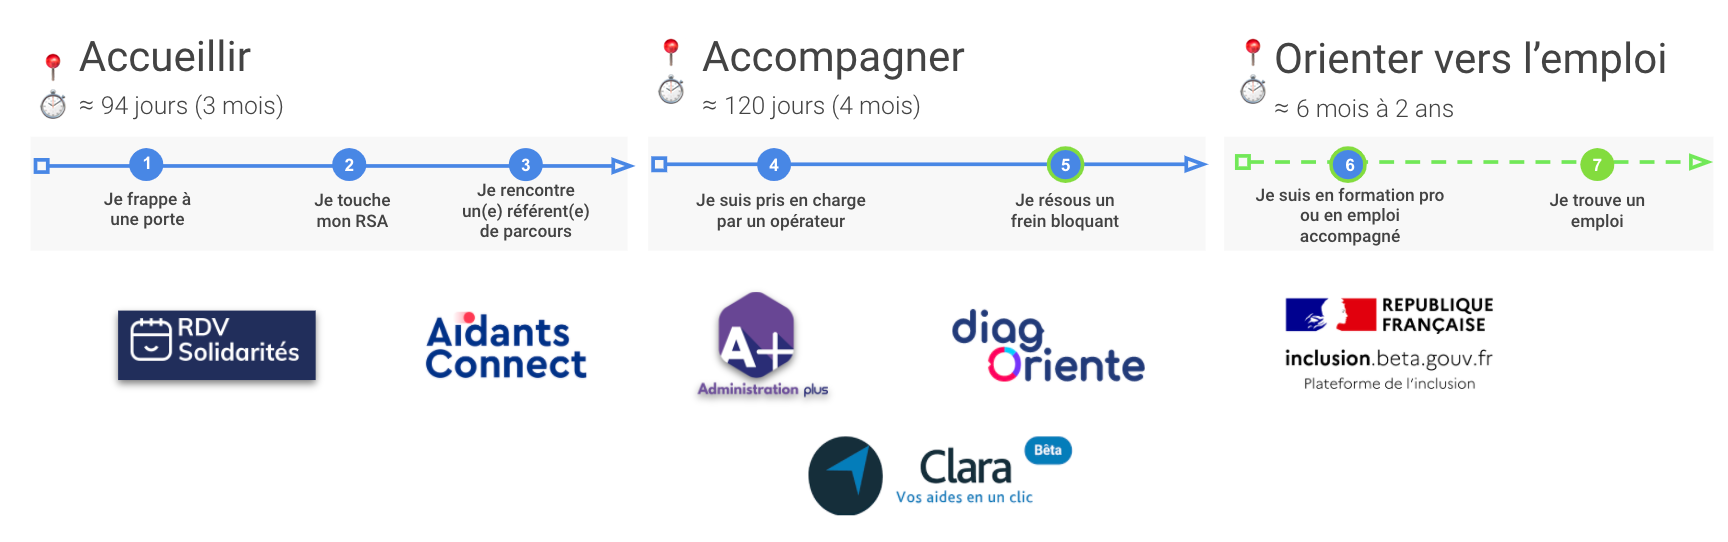 Accueillir
≈ 94 jours (3 mois)
1
2
3
Je frappe à
une porte
Je touche
mon RSA
Je rencontre
un(e) référent(e)
de parcours
Accompagner
≈ 120 jours (4 mois)
4
5
Je suis pris en charge
par un opérateur
Je résous un
frein bloquant
Orienter vers l’emploi
≈ 6 mois à 2 ans
6
7
Je suis en formation pro
ou en emploi
accompagné
Je trouve un
emploi
RDV
Solidarités
Aidants
Connect
A+
Administration plus
diag
Oriente
REPUBLIQUE
FRANÇAISE
inclusion.beta.gouv.fr
Plateforme de l’inclusion
Clara
Bêta
Vos aides en un clic